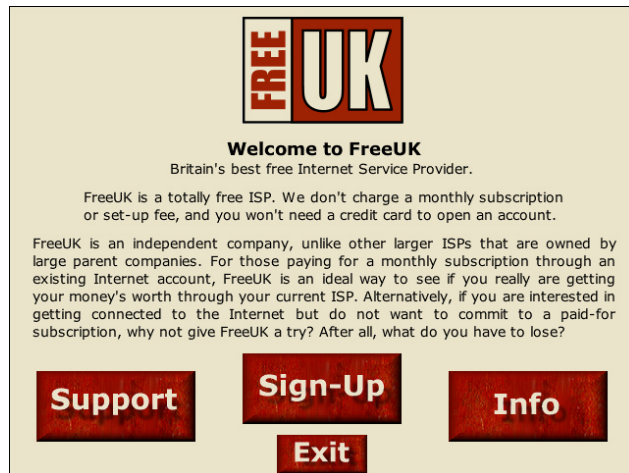 FREE UK
Welcome to FreeUK
Britain's best free Internet Service Provider.
FreeUK is a totally free ISP. We don't charge a monthly subscription
or set-up fee, and you won't need a credit card to open an account.
FreeUK is an independent company, unlike other larger ISPs that are owned by
large parent companies. For those paying for a monthly subscription through an
existing Internet account, FreeUK is an ideal way to see if you really are getting
your money's worth through your current ISP. Alternatively, if you are interested in
getting connected to the Internet but do not want to commit to a paid-for
subscription, why not give FreeUK a try? After all, what do you have to lose?
Support
Sign-Up
Info
Exit